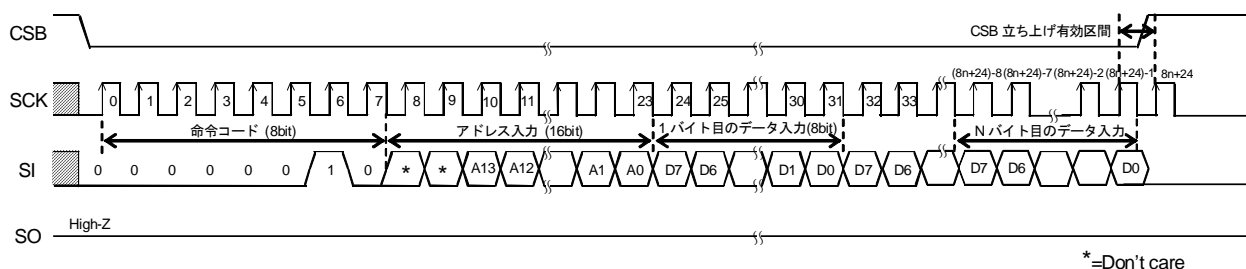 CSB
CSB 立ち上げ有効区間
(8n+24)-8 (8n+24)-7 (8n+24)-2 (8n+24)-1 8n+24
SCK
0 1 2 3 4 5 6 7 8 9 10 11 23 24 25 30 31 32 33
命令コード (8bit)
アドレス入力 (16bit)
1バイト目のデータ入力(8bit)
Nバイト目のデータ入力
SI
0 0 0 0 0 0 1 0 * * A13 A12 A1 A0 D7 D6 D1 D0 D7 D6 D7 D6 D0
High-Z
SO
*=Don't care